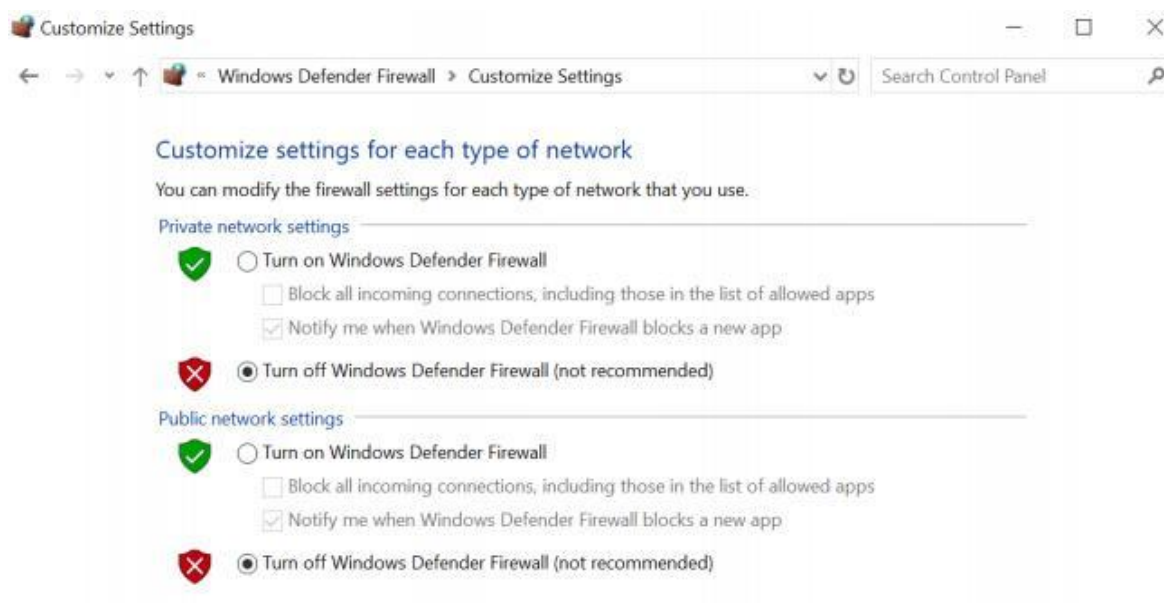 Customize Settings
« Windows Defender Firewall > Customize Settings
Search Control Panel
Customize settings for each type of network
You can modify the firewall settings for each type of network that you use.
Private network settings
Turn on Windows Defender Firewall
Block all incoming connections, including those in the list of allowed apps
Notify me when Windows Defender Firewall blocks a new app
Turn off Windows Defender Firewall (not recommended)
Public network settings
Turn on Windows Defender Firewall
Block all incoming connections, including those in the list of allowed apps
Notify me when Windows Defender Firewall blocks a new app
Turn off Windows Defender Firewall (not recommended)